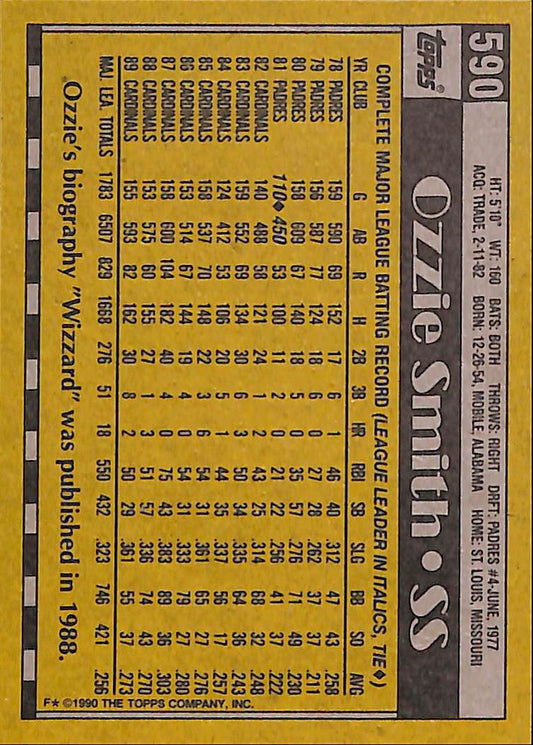 590
topps®
HT: 5'10" WT: 160 BATS: BOTH THROWS: RIGHT DRFT: PADRES #4-JUNE, 1977
ACQ: TRADE, 2-11-82 BORN: 12-26-54, MOBILE, ALABAMA HOME: ST. LOUIS, MISSOURI
Ozzie Smith • SS
COMPLETE MAJOR LEAGUE BATTING RECORD (LEAGUE LEADER IN ITALICS, TIE♦)
YR CLUB G AB R H 2B 3B HR RBI SB SLG BB SO AVG
78 PADRES 159 590 69 152 17 6 1 46 40 .312 47 43 .258
79 PADRES 156 587 77 124 18 6 0 27 28 .262 37 37 .211
80 PADRES 158 609 67 140 18 5 0 35 57 .276 71 49 .230
81 PADRES 110♦ 450 53 100 11 2 0 21 22 .256 41 37 .222
82 CARDINALS 140 488 58 121 24 1 2 43 25 .314 68 32 .248
83 CARDINALS 159 552 69 134 30 6 3 50 34 .335 64 36 .243
84 CARDINALS 124 412 53 106 20 5 1 44 35 .337 56 17 .257
85 CARDINALS 158 537 70 148 22 3 6 54 31 .361 65 27 .276
86 CARDINALS 153 514 67 144 19 4 0 54 31 .333 79 27 .280
87 CARDINALS 158 600 104 182 40 4 0 75 43 .383 89 36 .303
88 CARDINALS 153 575 60 155 27 1 3 51 57 .336 74 43 .270
89 CARDINALS 155 593 82 162 30 8 2 50 29 .361 55 37 .273
MAJ. LEA. TOTALS 1783 6507 829 1668 276 51 18 550 432 .323 746 421 .256
Ozzie's biography "Wizzard" was published in 1988.
F★ ©1990 THE TOPPS COMPANY, INC.